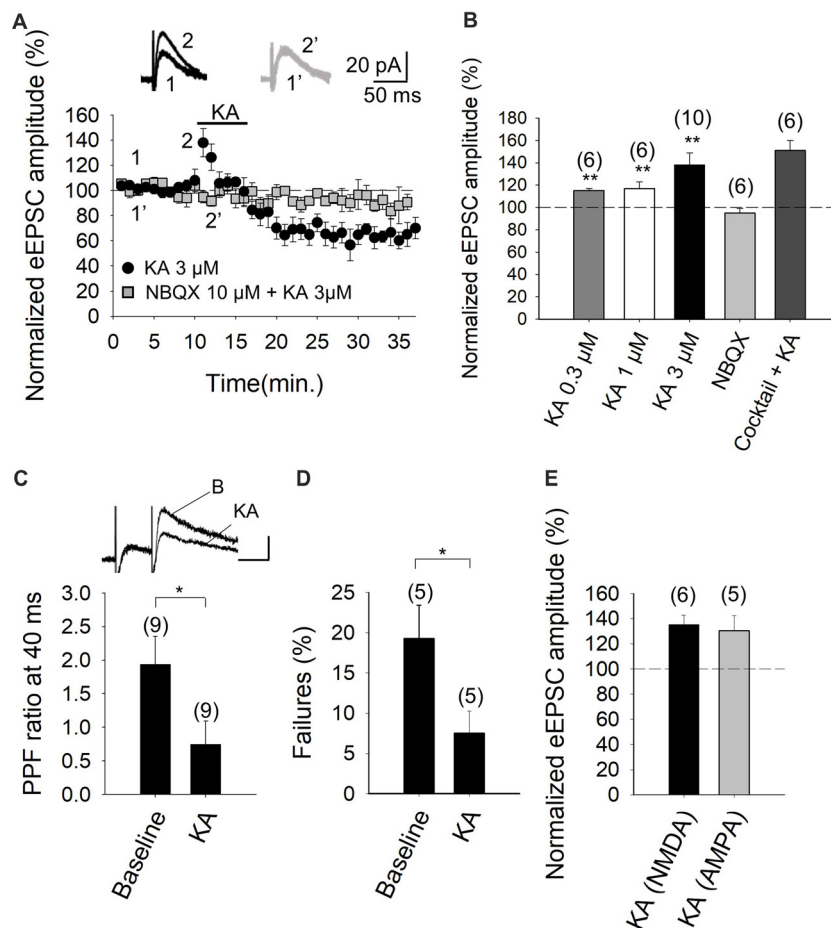 A
2
1
2'
1'
20 pA
50 ms
Normalized eEPSC amplitude (%)
160
140
120
100
80
60
40
20
0
KA
1
2
1'
2'
KA 3 µM
NBQX 10 µM + KA 3µM
0 5 10 15 20 25 30 35
Time(min.)
B
Normalized eEPSC amplitude (%)
180
160
140
120
100
80
60
40
20
0
(6)
**
(6)
**
(10)
**
(6)
(6)
KA 0.3 µM
KA 1 µM
KA 3 µM
NBQX
Cocktail + KA
C
B
KA
PPF ratio at 40 ms
3.0
2.5
2.0
1.5
1.0
0.5
0.0
*
(9)
(9)
Baseline
KA
D
Failures (%)
25
20
15
10
5
0
*
(5)
(5)
Baseline
KA
E
Normalized eEPSC amplitude (%)
160
140
120
100
80
60
40
20
0
(6)
(5)
KA (NMDA)
KA (AMPA)